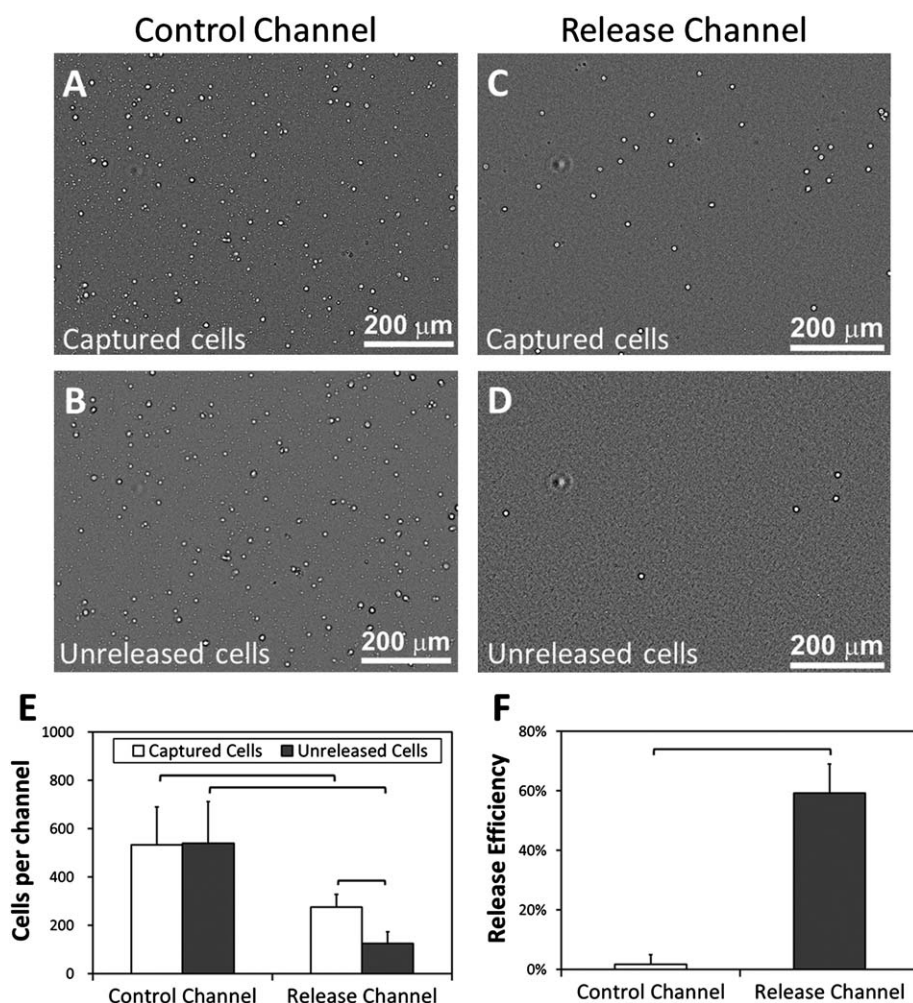 Control Channel
Release Channel
A
Captured cells
200 μm
C
Captured cells
200 μm
B
Unreleased cells
200 μm
D
Unreleased cells
200 μm
E
Cells per channel
1000
800
600
400
200
0
Captured Cells
Unreleased Cells
Control Channel
Release Channel
F
Release Efficiency
80%
60%
40%
20%
0%
Control Channel
Release Channel